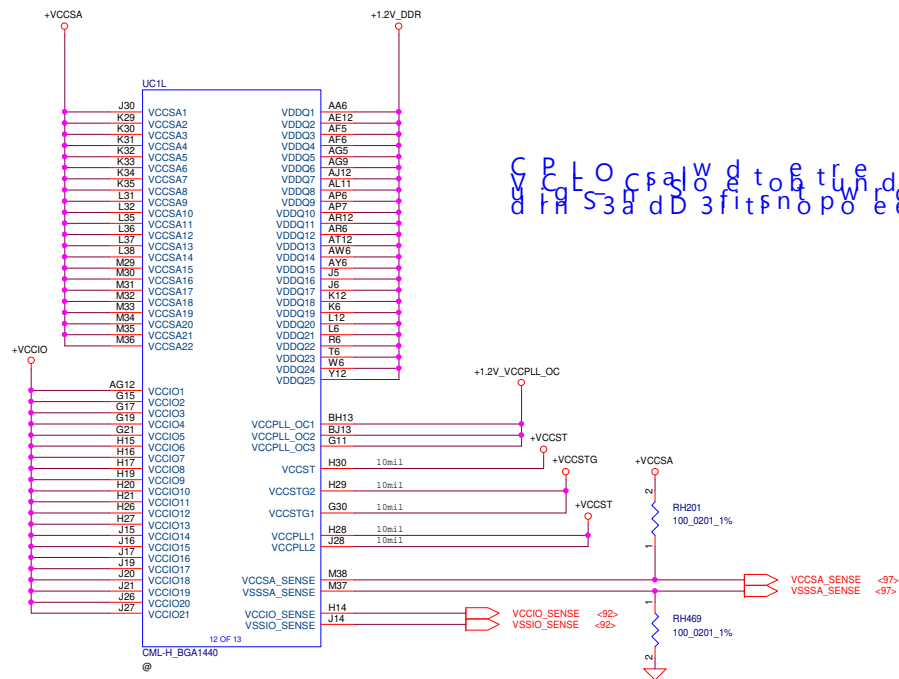 +VCCSA +1.2V_DDR
UC1L
J30 VCCSA1 VDDQ1 AA6
K29 VCCSA2 VDDQ2 AE12
K30 VCCSA3 VDDQ3 AF5
K31 VCCSA4 VDDQ4 AF6
K32 VCCSA5 VDDQ5 AG5
K33 VCCSA6 VDDQ6 AG9
K34 VCCSA7 VDDQ7 AJ12
K35 VCCSA8 VDDQ8 AL11
L31 VCCSA9 VDDQ9 AP6
L32 VCCSA10 VDDQ10 AP7
L35 VCCSA11 VDDQ11 AR12
L36 VCCSA12 VDDQ12 AR6
L37 VCCSA13 VDDQ13 AT12
L38 VCCSA14 VDDQ14 AW6
M29 VCCSA15 VDDQ15 AY6
M30 VCCSA16 VDDQ16 J5
M31 VCCSA17 VDDQ17 J6
M32 VCCSA18 VDDQ18 K12
M33 VCCSA19 VDDQ19 K6
M34 VCCSA20 VDDQ20 L12
M35 VCCSA21 VDDQ21 L6
M36 VCCSA22 VDDQ22 R6
+VCCIO VDDQ23 T6
VDDQ24 W6
VDDQ25 Y12
+1.2V_VCCPLL_OC
AG12 VCCIO1
G15 VCCIO2
G17 VCCIO3
G19 VCCIO4 VCCPLL_OC1 BH13
G21 VCCIO5 VCCPLL_OC2 BJ13
H15 VCCIO6 VCCPLL_OC3 G11 +VCCST
H16 VCCIO7
H17 VCCIO8 VCCST H30 10mil +VCCSTG +VCCSA
H19 VCCIO9
H20 VCCIO10 VCCSTG2 H29 10mil 2
H21 VCCIO11
H26 VCCIO12 VCCSTG1 G30 10mil +VCCST RH201
H27 VCCIO13 100_0201_1%
J15 VCCIO14 VCCPLL1 H28 10mil
J16 VCCIO15 VCCPLL2 J28 10mil 1
J17 VCCIO16
J19 VCCIO17
J20 VCCIO18 VCCSA_SENSE M38 VCCSA_SENSE <97>
J21 VCCIO19 VSSSA_SENSE M37 VSSSA_SENSE <97>
J26 VCCIO20 1
J27 VCCIO21 VCCIO_SENSE H14 VCCIO_SENSE <92> RH469
VSSIO_SENSE J14 VSSIO_SENSE <92> 100_0201_1%
12 OF 13
CML-H_BGA1440 2
@